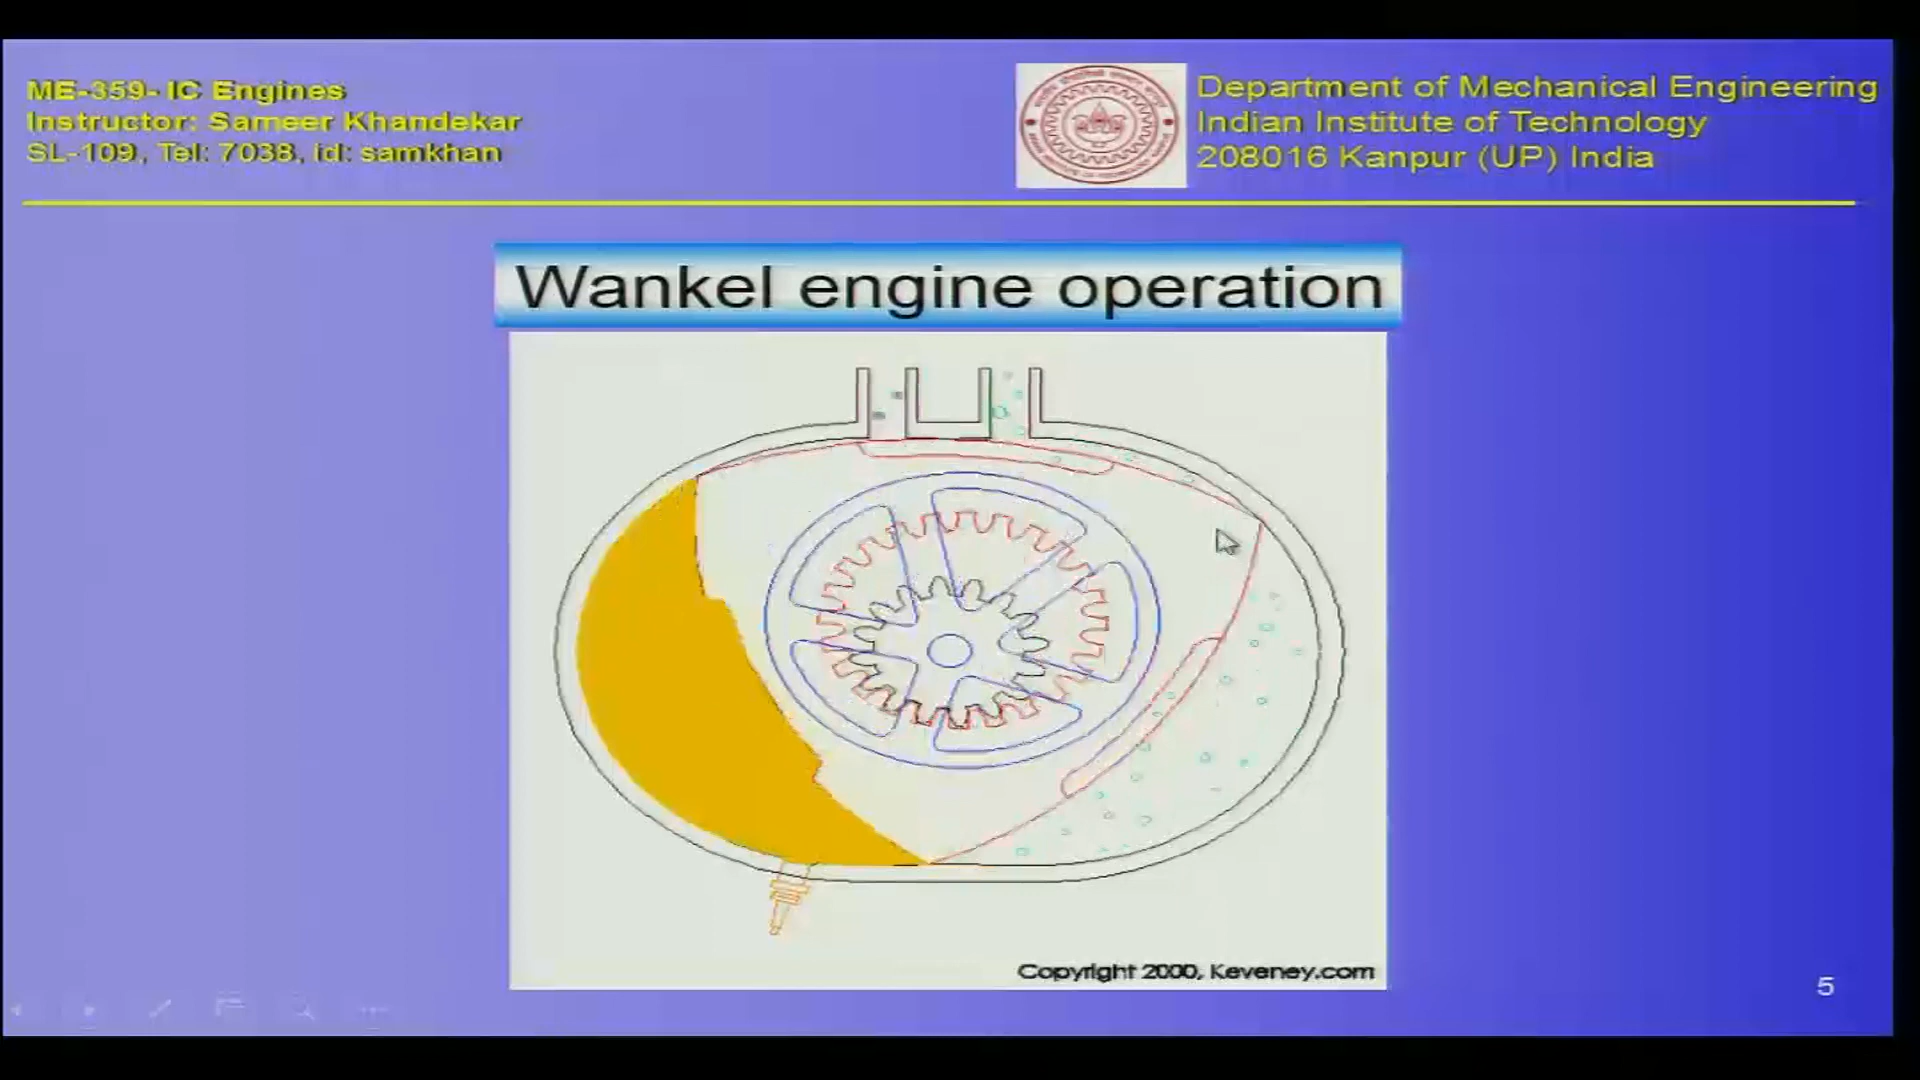 ME-359- IC Engines
Instructor: Sameer Khandekar
SL-109, Tel: 7038, id: samkhan
Department of Mechanical Engineering
Indian Institute of Technology
208016 Kanpur (UP) India
Wankel engine operation
Copyright 2000, Keveney.com
5